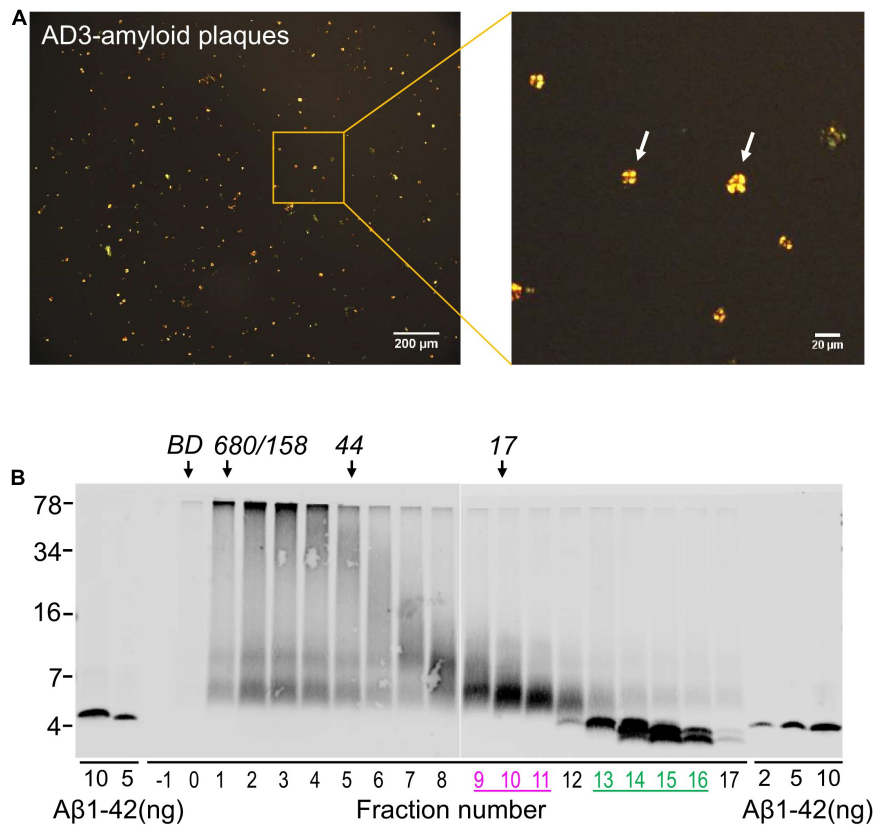 A
AD3-amyloid plaques
200 μm
20 μm
BD 680/158 44 17
B
78
34
16
7
4
10 5 -1 0 1 2 3 4 5 6 7 8 9 10 11 12 13 14 15 16 17 2 5 10
Aβ1-42(ng) Fraction number Aβ1-42(ng)